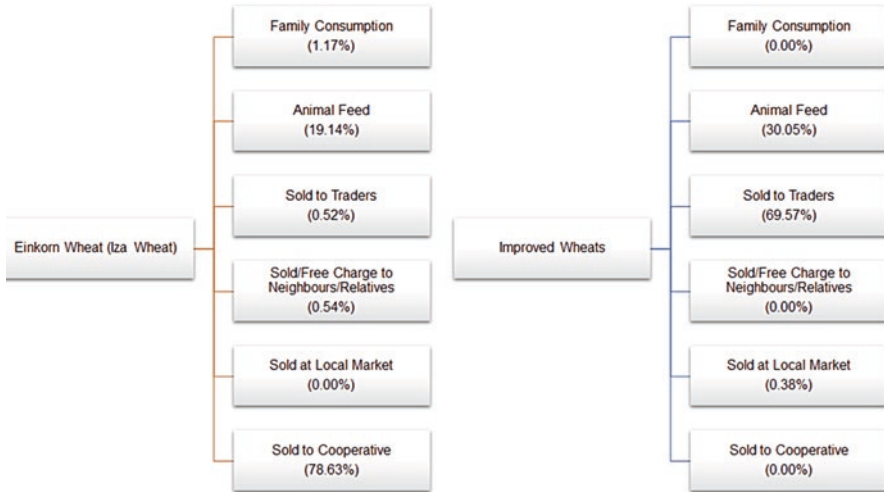 Einkorn Wheat (Iza Wheat)
Family Consumption
(1.17%)
Animal Feed
(19.14%)
Sold to Traders
(0.52%)
Sold/Free Charge to
Neighbours/Relatives
(0.54%)
Sold at Local Market
(0.00%)
Sold to Cooperative
(78.63%)
Improved Wheats
Family Consumption
(0.00%)
Animal Feed
(30.05%)
Sold to Traders
(69.57%)
Sold/Free Charge to
Neighbours/Relatives
(0.00%)
Sold at Local Market
(0.38%)
Sold to Cooperative
(0.00%)